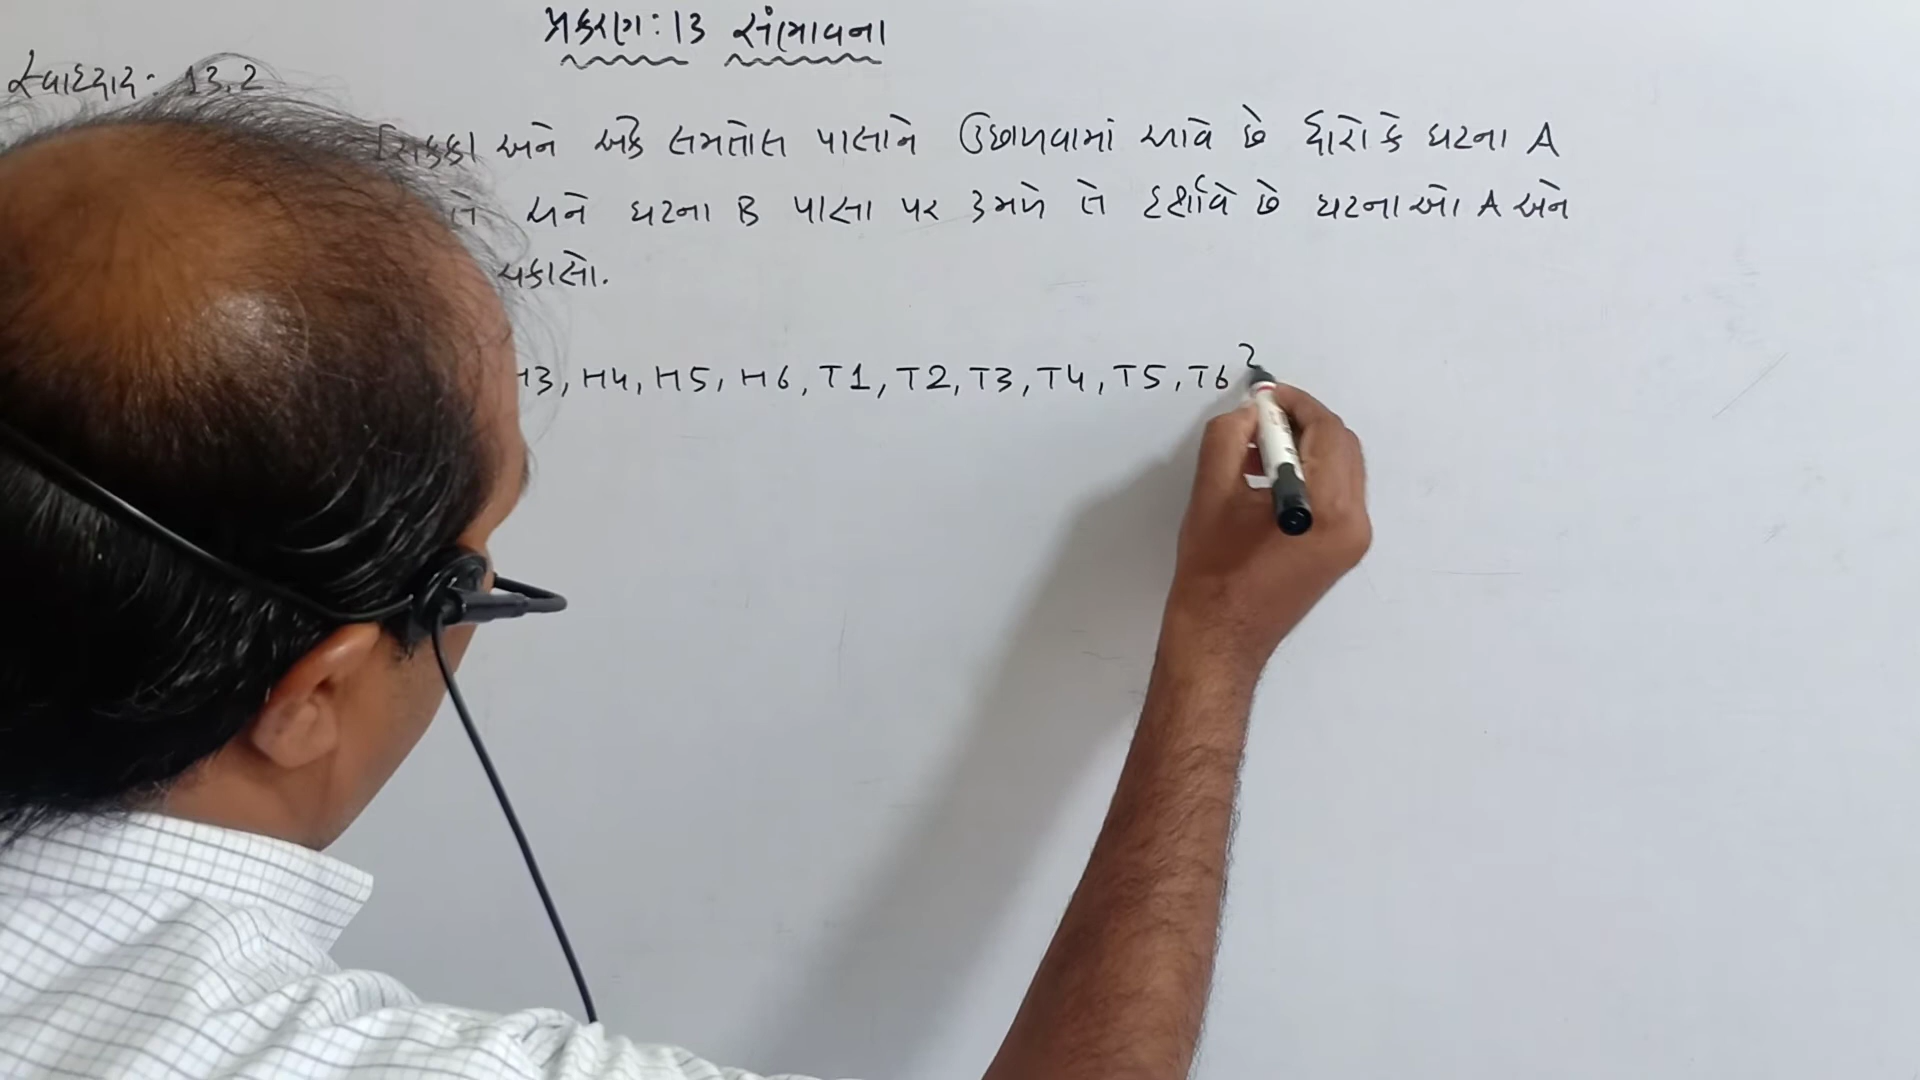 પ્રકરણ : 13 સંભાવના
સ્વાધ્યાય : 13.2
સિક્કા અને એક સમતોલ પાસાને ઉછાળવામાં આવે છે ધારો કે ઘટના A
તે અને ઘટના B પાસા પર 3 મળે તે દર્શાવે છે ઘટનાઓ A અને
ચકાસો.
H3, H4, H5, H6, T1, T2, T3, T4, T5, T6